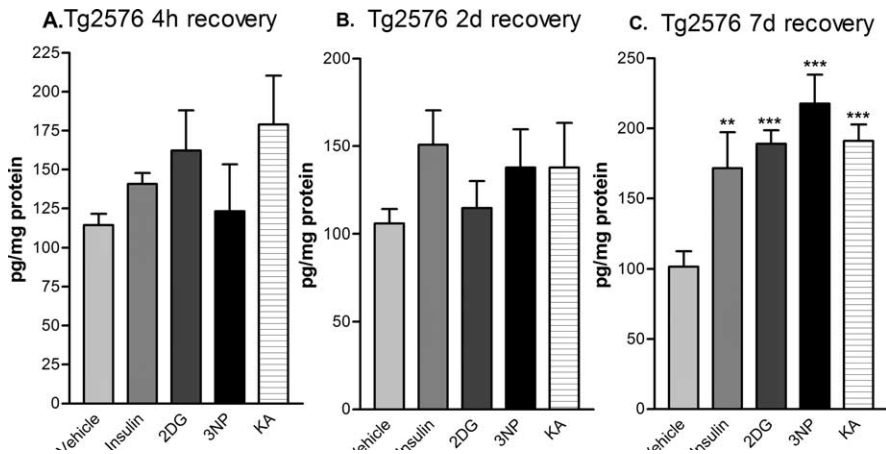 A. Tg2576 4h recovery
pg/mg protein
225
200
175
150
125
100
75
50
25
0
Vehicle
Insulin
2DG
3NP
KA
B. Tg2576 2d recovery
pg/mg protein
200
150
100
50
0
Vehicle
Insulin
2DG
3NP
KA
C. Tg2576 7d recovery
pg/mg protein
250
200
150
100
50
0
**
***
***
***
Vehicle
Insulin
2DG
3NP
KA